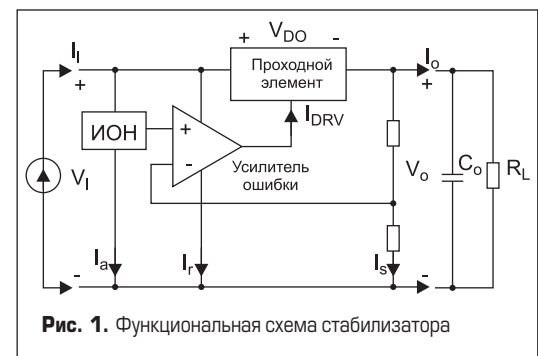 + V_DO -
I_I
+
Проходной
элемент
I_o
+
ИОН
+
-
I_DRV
Усилитель
ошибки
V_I
V_o
C_o
R_L
I_a
I_r
I_s
-
-
Рис. 1. Функциональная схема стабилизатора